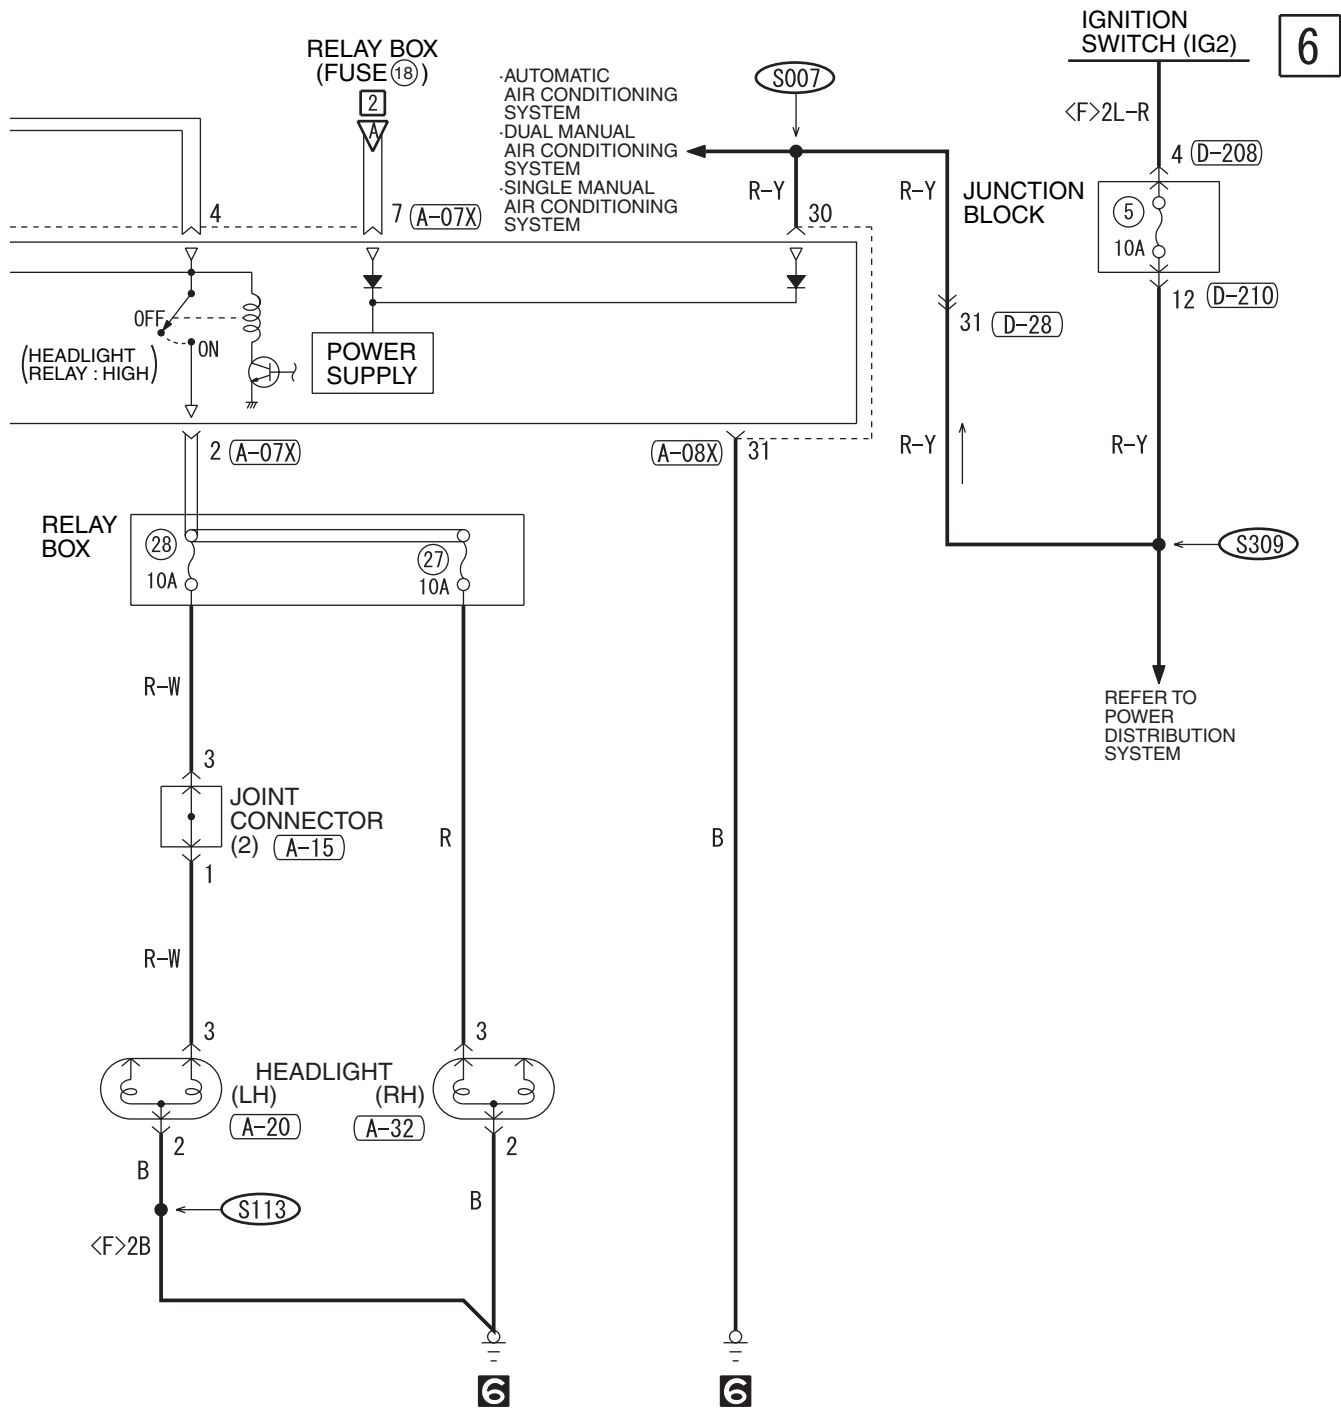 IGNITION
SWITCH (IG2)
6
RELAY BOX
(FUSE 18)
2
A
·AUTOMATIC
AIR CONDITIONING
SYSTEM
·DUAL MANUAL
AIR CONDITIONING
SYSTEM
·SINGLE MANUAL
AIR CONDITIONING
SYSTEM
S007
<F>2L-R
4 D-208
JUNCTION
BLOCK
5
10A
12 D-210
R-Y
R-Y
30
4
7 A-07X
31 D-28
OFF
ON
(HEADLIGHT
RELAY : HIGH)
POWER
SUPPLY
2 A-07X
A-08X 31
R-Y
R-Y
RELAY
BOX
28
10A
27
10A
S309
R-W
REFER TO
POWER
DISTRIBUTION
SYSTEM
3
JOINT
CONNECTOR
(2) A-15
1
R
B
R-W
3
3
HEADLIGHT
(LH)
(RH)
A-20
A-32
2
2
B
B
S113
<F>2B
6
6